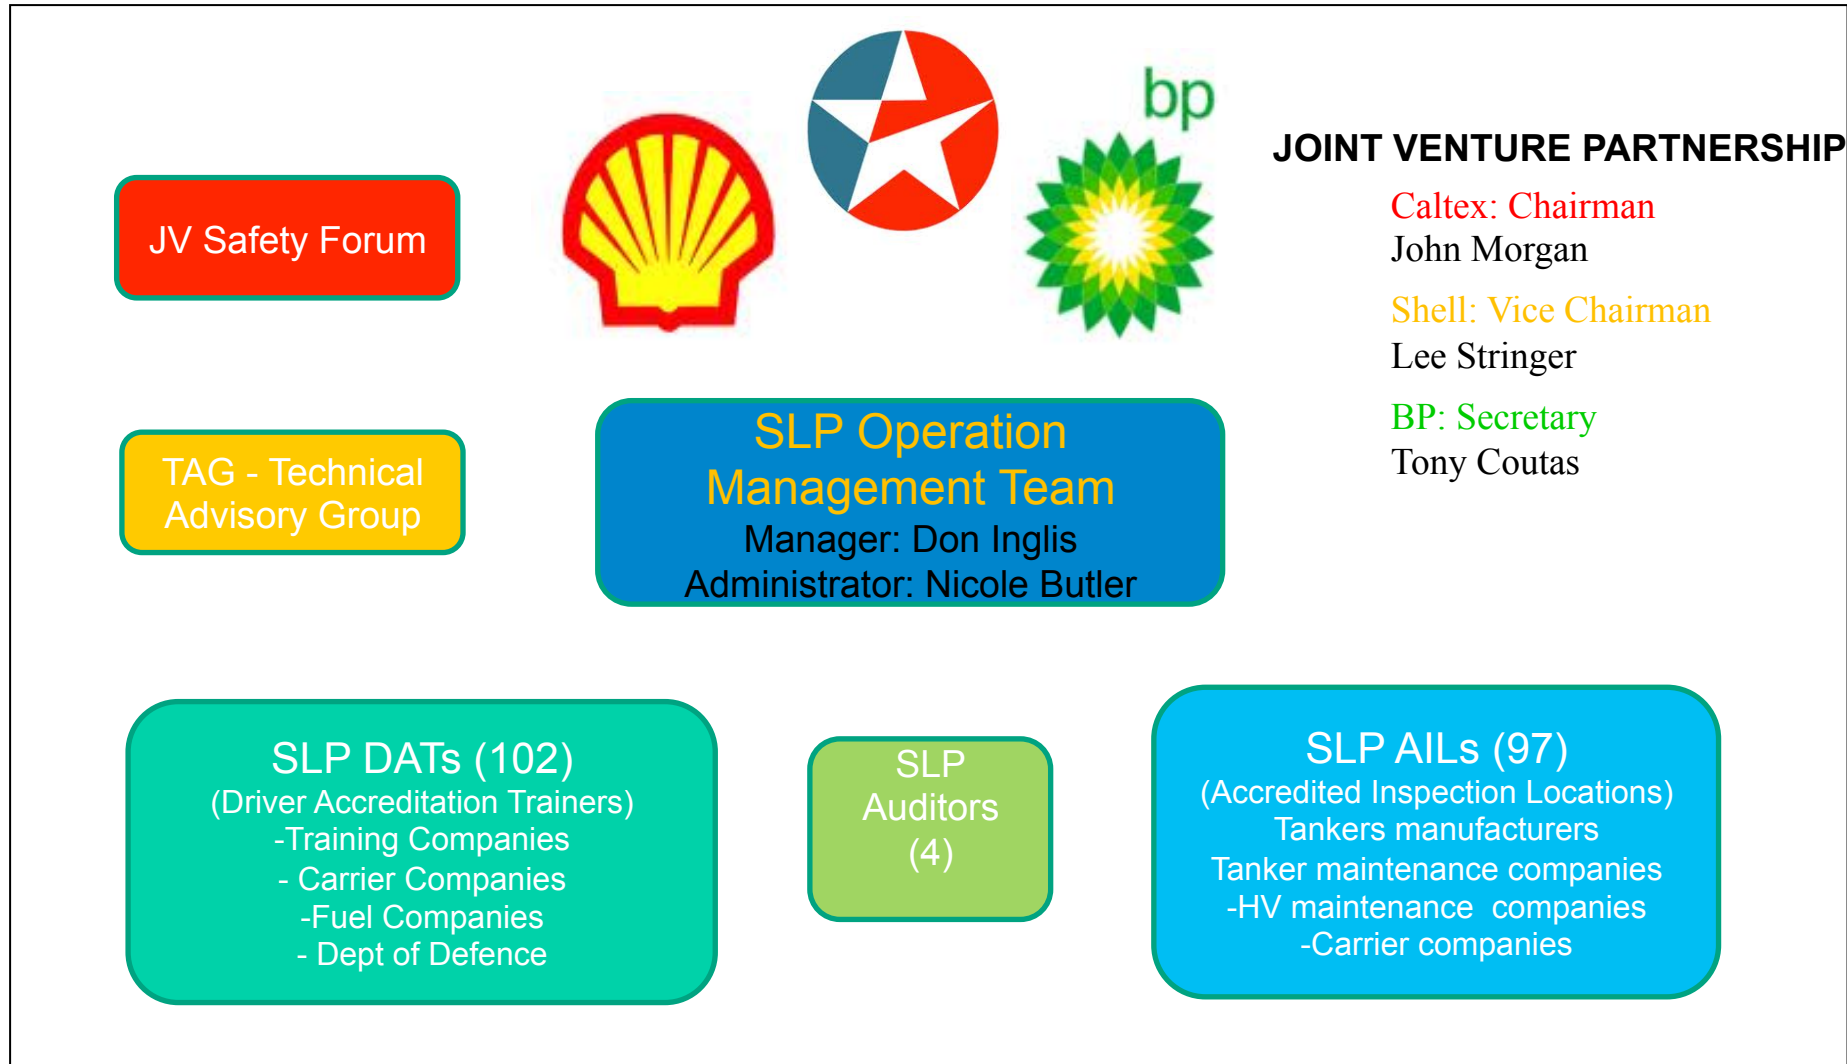 bp
JOINT VENTURE PARTNERSHIP
Caltex: Chairman
John Morgan
Shell: Vice Chairman
Lee Stringer
BP: Secretary
Tony Coutas
JV Safety Forum
TAG - Technical
Advisory Group
SLP Operation
Management Team
Manager: Don Inglis
Administrator: Nicole Butler
SLP DATs (102)
(Driver Accreditation Trainers)
-Training Companies
- Carrier Companies
-Fuel Companies
- Dept of Defence
SLP
Auditors
(4)
SLP AILs (97)
(Accredited Inspection Locations)
Tankers manufacturers
Tanker maintenance companies
-HV maintenance  companies
-Carrier companies